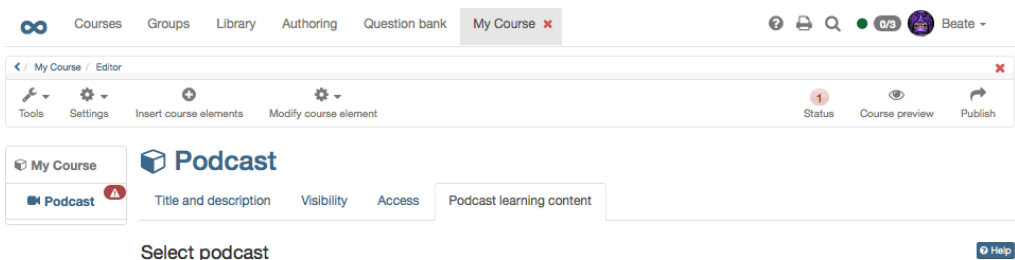 Courses Groups Library Authoring Question bank My Course 0/3 Beate
/ My Course / Editor
Tools Settings Insert course elements Modify course element 1 Status Course preview Publish
My Course
Podcast
Podcast
Title and description Visibility Access Podcast learning content
Select podcast
Help